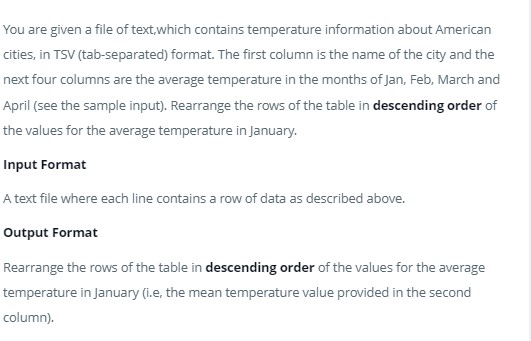 You are given a file of text,which contains temperature information about American
cities, in TSV (tab-separated) format. The first column is the name of the city and the
next four columns are the average temperature in the months of Jan, Feb, March and
April (see the sample input). Rearrange the rows of the table in descending order of
the values for the average temperature in January.
Input Format
A text file where each line contains a row of data as described above.
Output Format
Rearrange the rows of the table in descending order of the values for the average
temperature in January (i.e, the mean temperature value provided in the second
column).